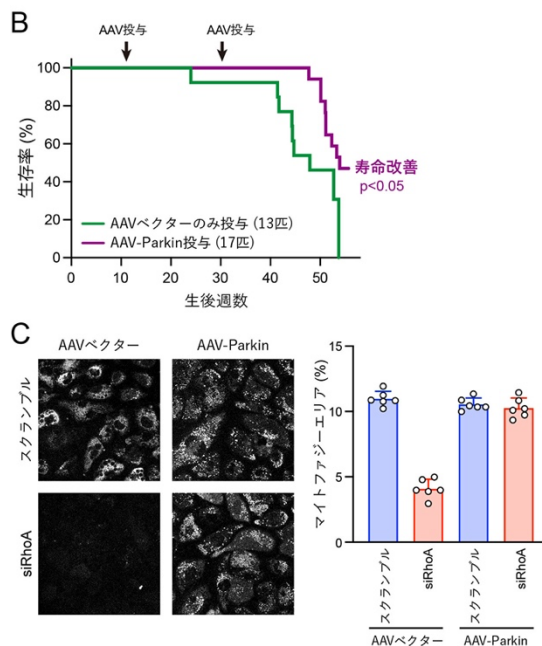 B
AAV投与 AAV投与
生存率 (%)
100
80
60
40
20
0
寿命改善
p<0.05
AAVベクターのみ投与 (13匹)
AAV-Parkin投与 (17匹)
0 10 20 30 40 50
生後週数
C
AAVベクター AAV-Parkin
スクランブル
siRhoA
マイトファジーエリア (%)
15
10
5
0
スクランブル siRhoA スクランブル siRhoA
AAVベクター AAV-Parkin